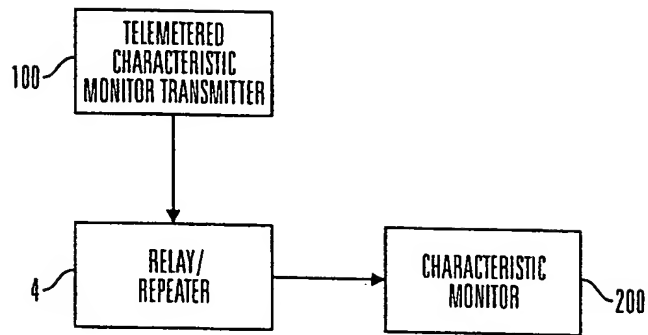 TELEMETERED
CHARACTERISTIC
MONITOR TRANSMITTER
100
RELAY/
REPEATER
4
CHARACTERISTIC
MONITOR
200